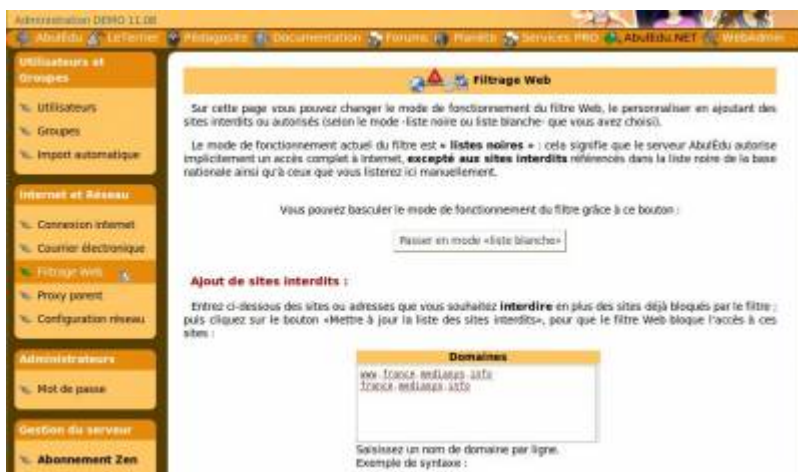 Administration DEMO 11.08
AbulEdu LeTerrier Pédagosite Documentation Forums Planète Services PRO AbulEdu.NET WebAdmin
Utilisateurs et
Groupes
Utilisateurs
Groupes
Import automatique
Internet et Réseau
Connexion internet
Courrier électronique
Filtrage Web
Proxy parent
Configuration réseau
Administrateurs
Mot de passe
Gestion du serveur
Abonnement Zen
Filtrage Web
Sur cette page vous pouvez changer le mode de fonctionnement du filtre Web, le personnaliser en ajoutant des
sites interdits ou autorisés (selon le mode -liste noire ou liste blanche- que vous avez choisi).
Le mode de fonctionnement actuel du filtre est « listes noires » : cela signifie que le serveur AbulEdu autorise
implicitement un accès complet à Internet, excepté aux sites interdits référencés dans la liste noire de la base
nationale ainsi qu'à ceux que vous listerez ici manuellement.
Vous pouvez basculer le mode de fonctionnement du filtre grâce à ce bouton :
Passer en mode «liste blanche»
Ajout de sites interdits :
Entrez ci-dessous des sites ou adresses que vous souhaitez interdire en plus des sites déjà bloqués par le filtre ;
puis cliquez sur le bouton «Mettre à jour la liste des sites interdits», pour que le filtre Web bloque l'accès à ces
sites :
Domaines
www.france.mediapps.info
france.mediapps.info
Saisissez un nom de domaine par ligne.
Exemple de syntaxe :